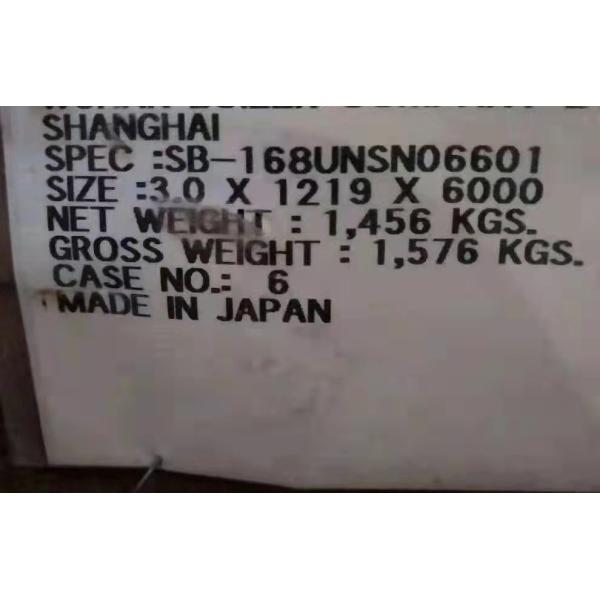 SHANGHAI
SPEC :SB-168UNSN06601
SIZE :3.0 X 1219 X 6000
NET WEIGHT : 1,456 KGS.
GROSS WEIGHT : 1,576 KGS.
CASE NO.: 6
MADE IN JAPAN